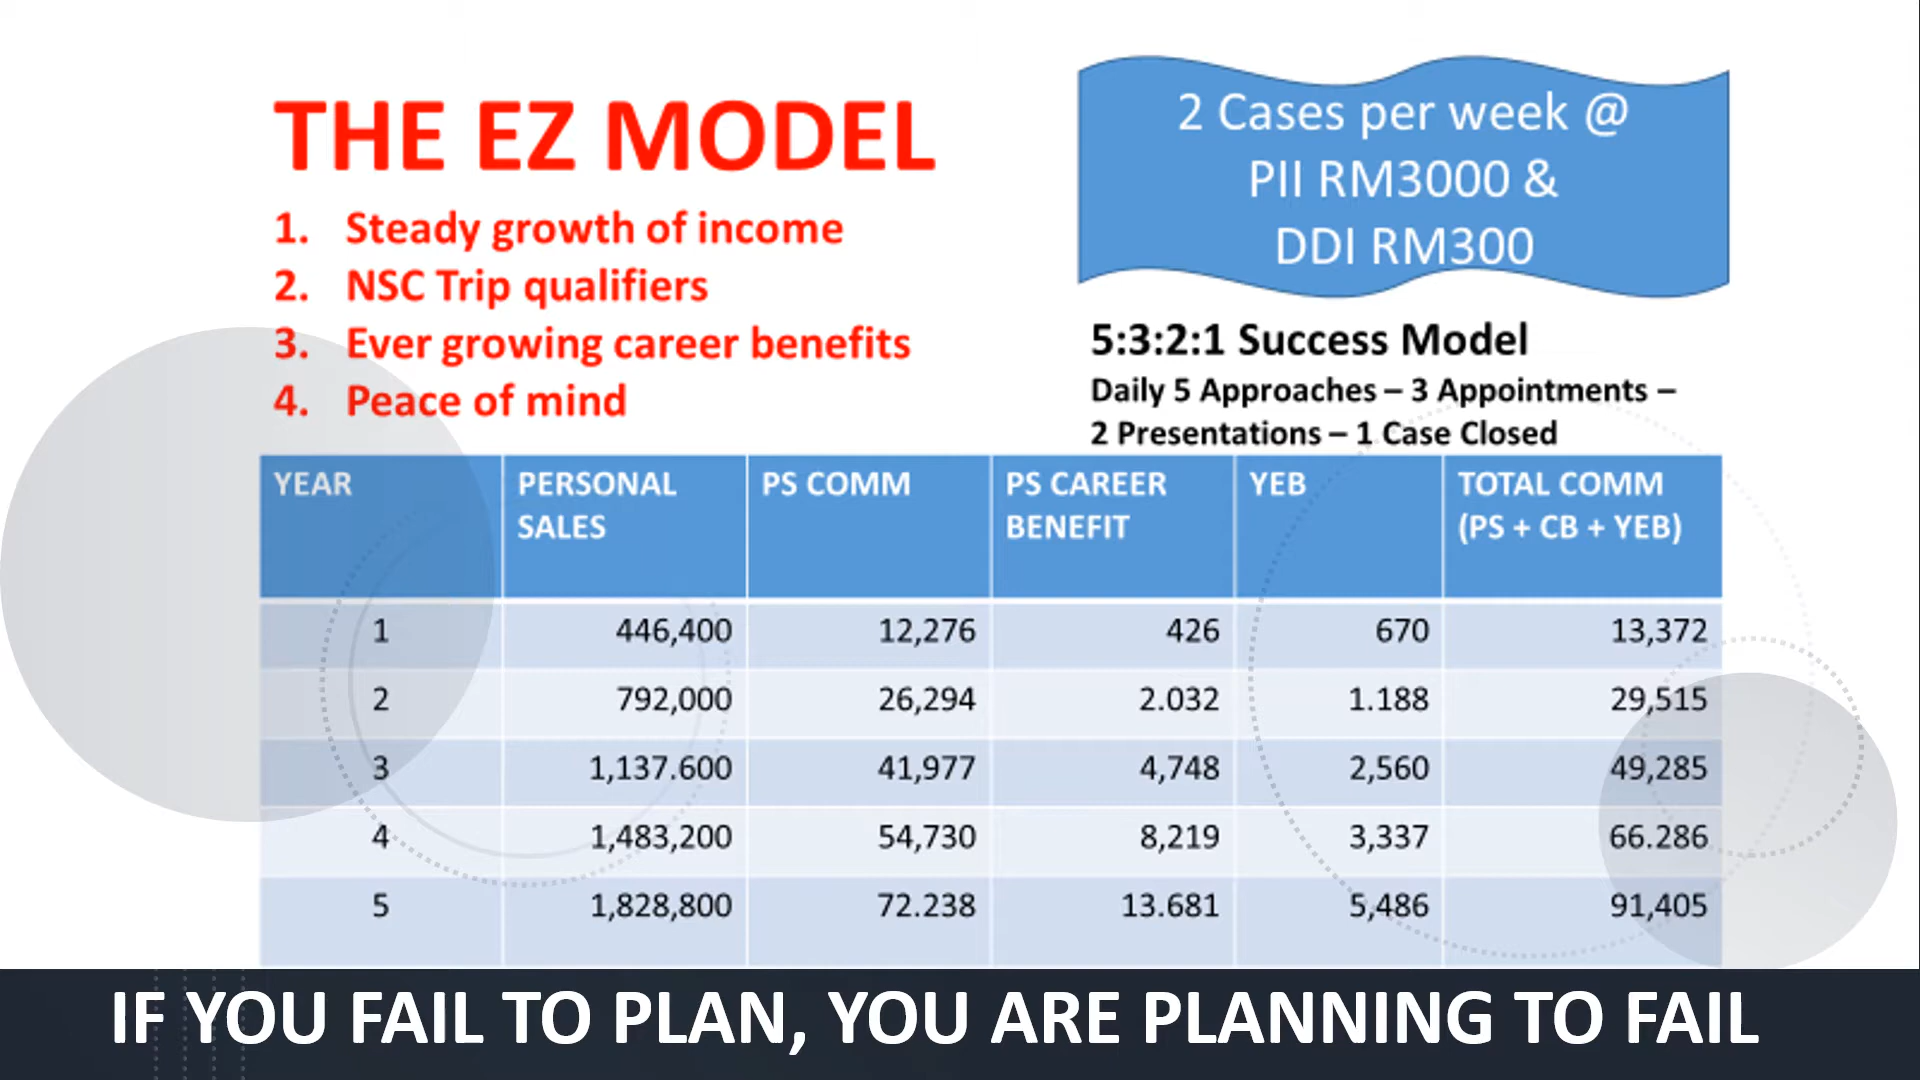 THE EZ MODEL
1. Steady growth of income
2. NSC Trip qualifiers
3. Ever growing career benefits
4. Peace of mind
2 Cases per week @
PII RM3000 &
DDI RM300
5:3:2:1 Success Model
Daily 5 Approaches – 3 Appointments –
2 Presentations – 1 Case Closed
YEAR PERSONAL SALES PS COMM PS CAREER BENEFIT YEB TOTAL COMM (PS + CB + YEB)
1 446,400 12,276 426 670 13,372
2 792,000 26,294 2.032 1.188 29,515
3 1,137.600 41,977 4,748 2,560 49,285
4 1,483,200 54,730 8,219 3,337 66.286
5 1,828,800 72.238 13.681 5,486 91,405
IF YOU FAIL TO PLAN, YOU ARE PLANNING TO FAIL